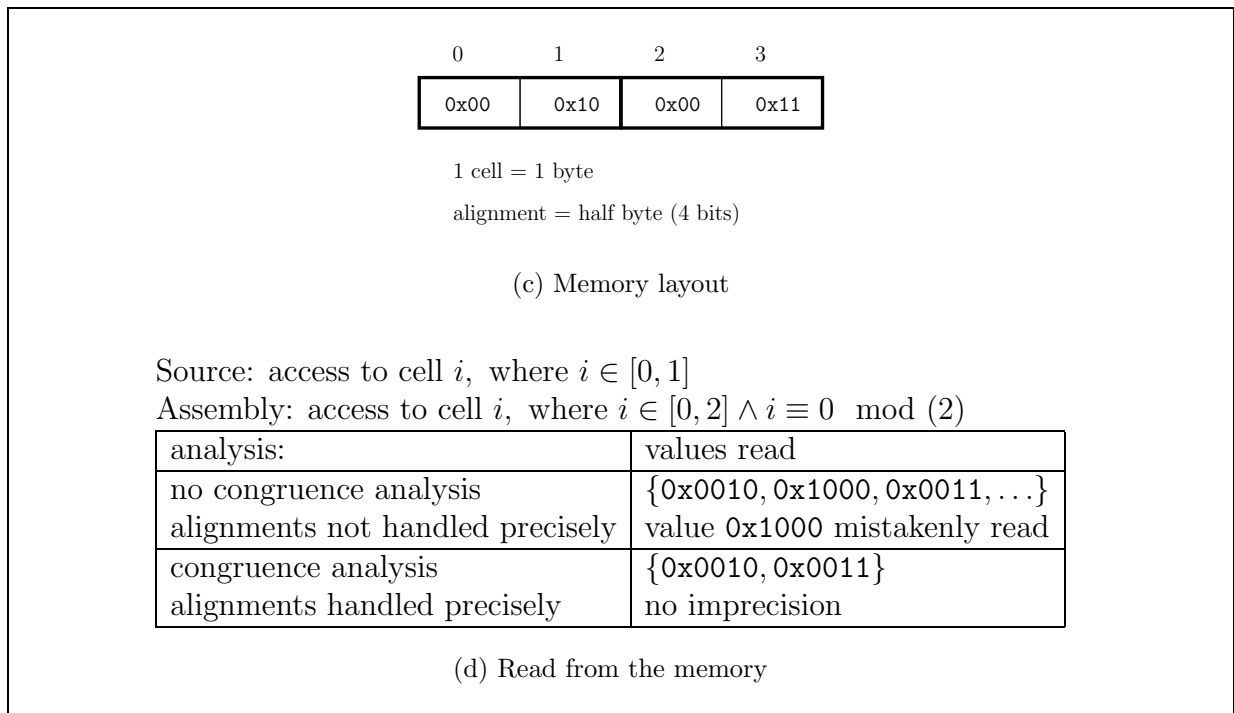 0 1 2 3
0x00 0x10 0x00 0x11
1 cell = 1 byte
alignment = half byte (4 bits)
(c) Memory layout
Source: access to cell i, where i ∈ [0, 1]
Assembly: access to cell i, where i ∈ [0, 2] ∧ i ≡ 0 mod (2)
analysis: values read
no congruence analysis {0x0010, 0x1000, 0x0011, ...}
alignments not handled precisely value 0x1000 mistakenly read
congruence analysis {0x0010, 0x0011}
alignments handled precisely no imprecision
(d) Read from the memory